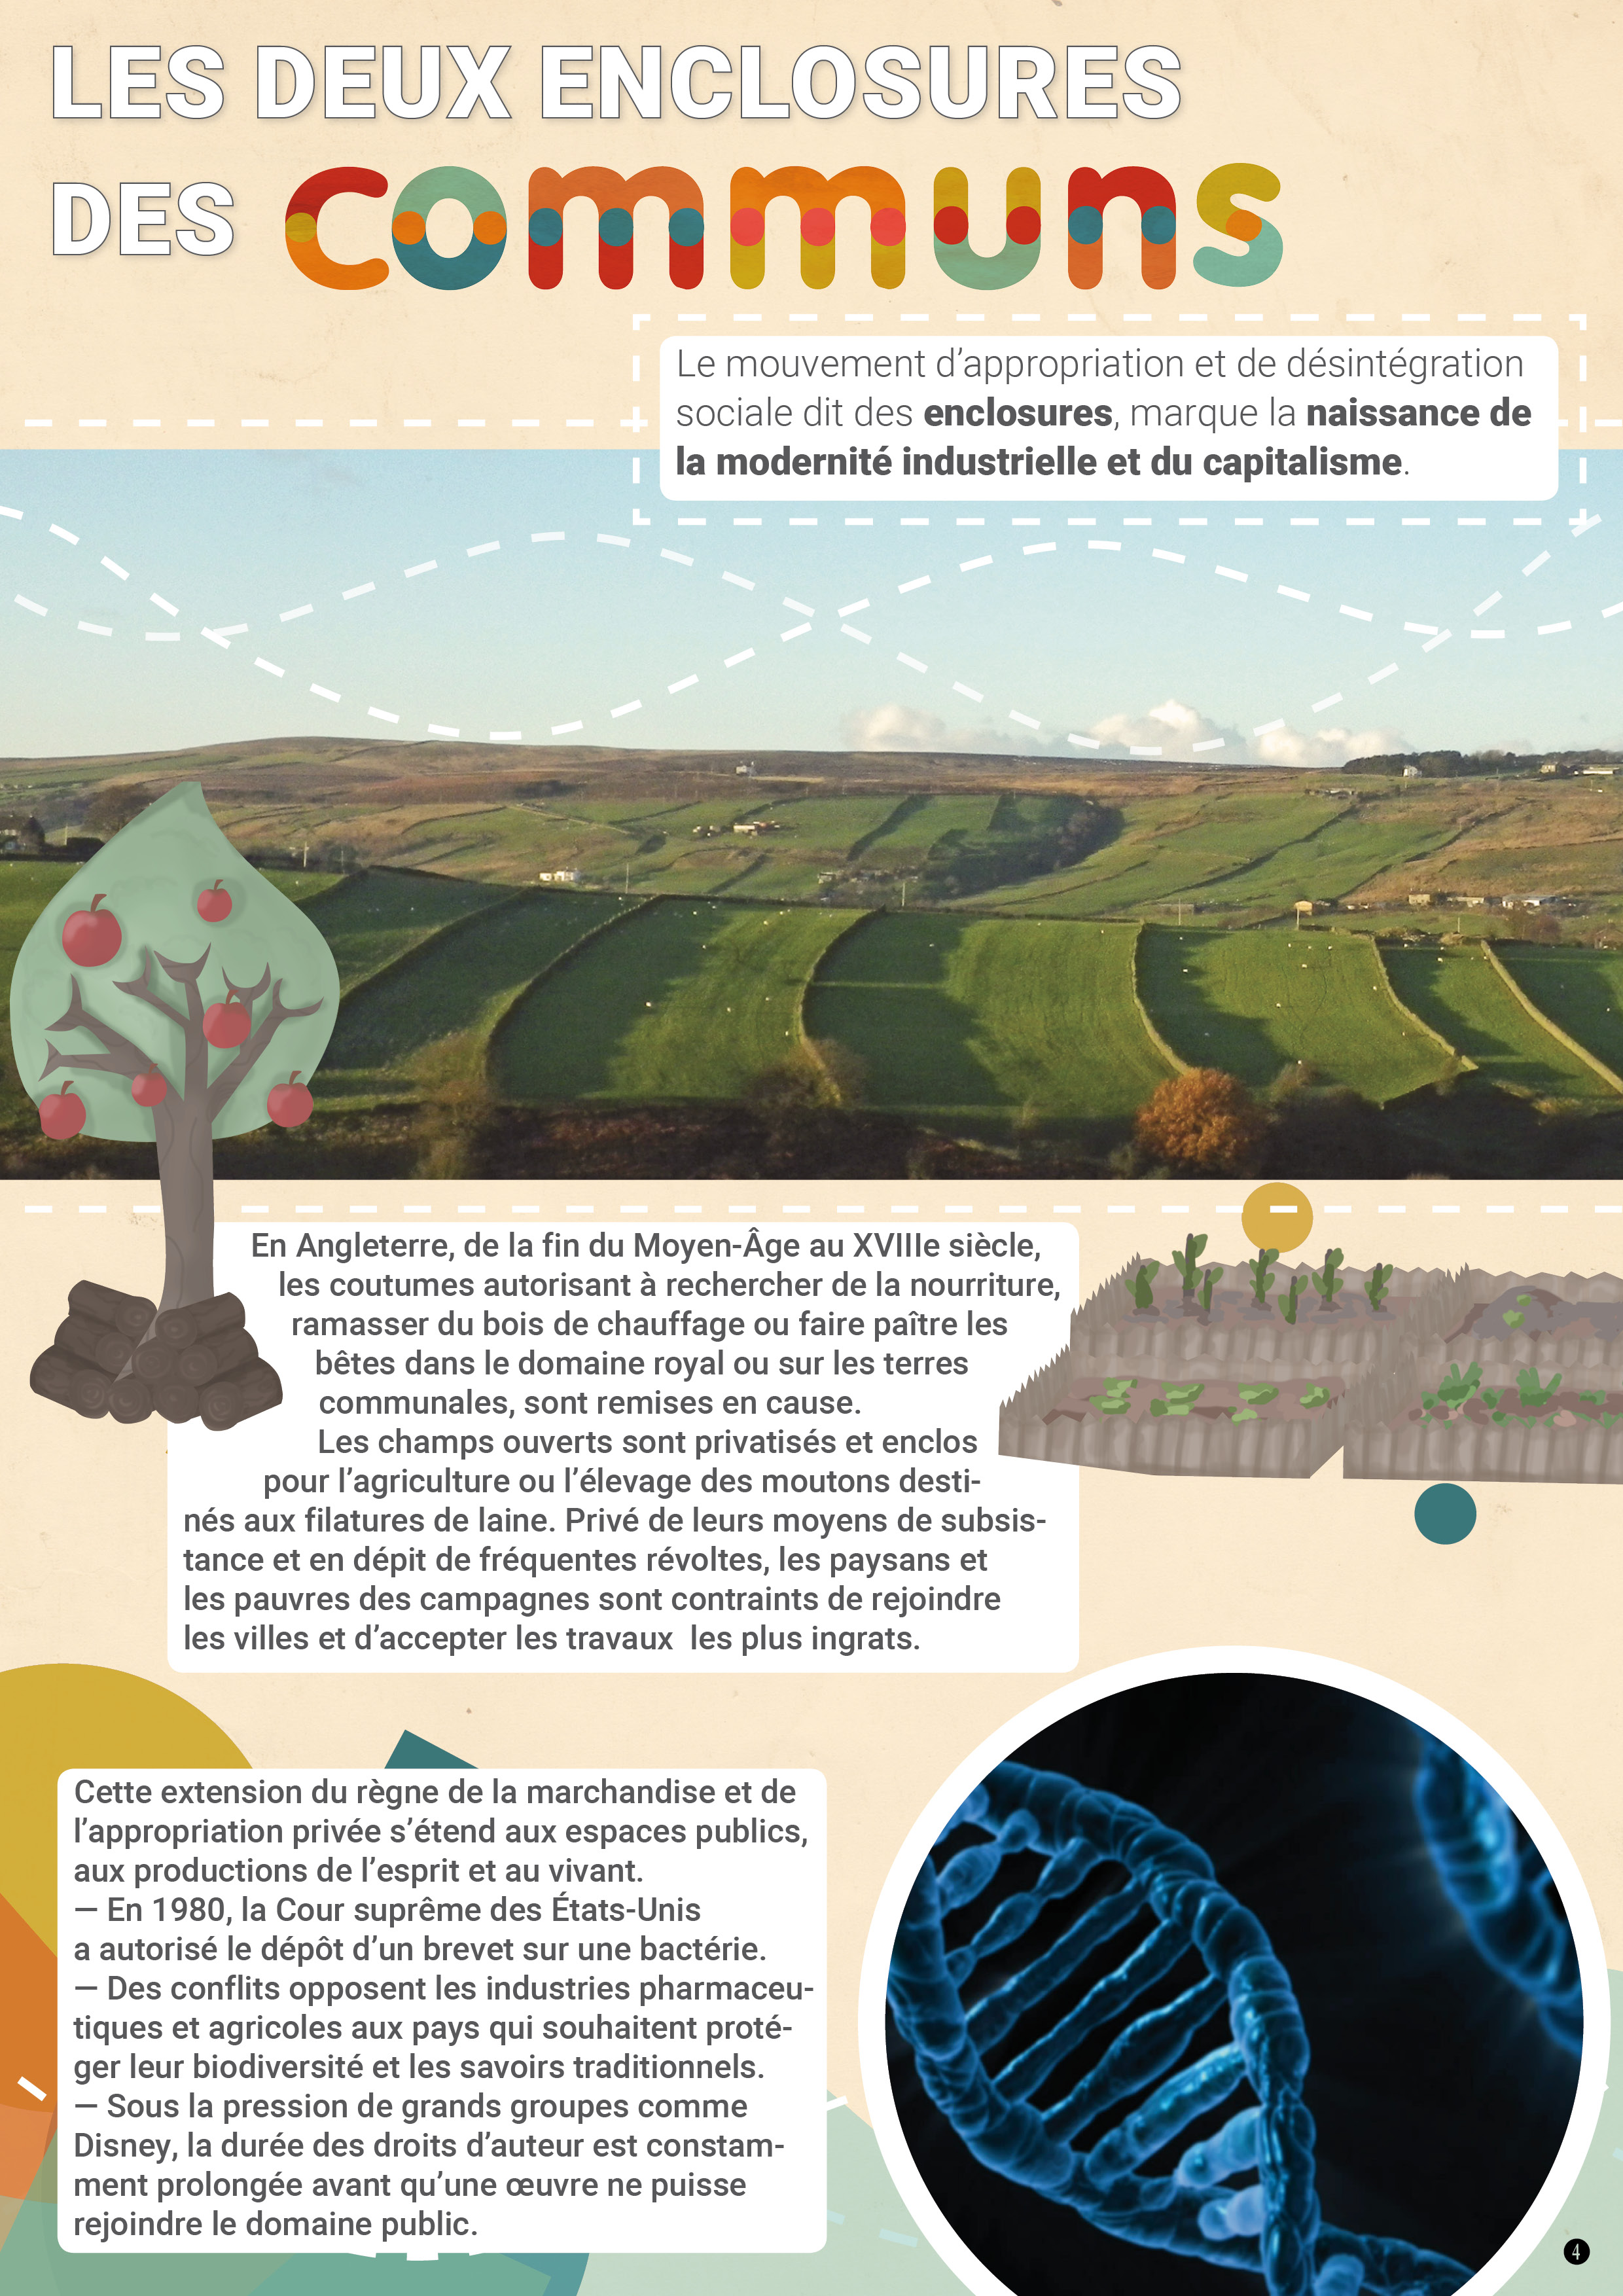 LES DEUX ENCLOSURES
DES communs
Le mouvement d’appropriation et de désintégration
sociale dit des enclosures, marque la naissance de
la modernité industrielle et du capitalisme.
En Angleterre, de la fin du Moyen-Âge au XVIIIe siècle,
les coutumes autorisant à rechercher de la nourriture,
ramasser du bois de chauffage ou faire paître les
bêtes dans le domaine royal ou sur les terres
communales, sont remises en cause.
Les champs ouverts sont privatisés et enclos
pour l’agriculture ou l’élevage des moutons desti-
nés aux filatures de laine. Privé de leurs moyens de subsis-
tance et en dépit de fréquentes révoltes, les paysans et
les pauvres des campagnes sont contraints de rejoindre
les villes et d’accepter les travaux  les plus ingrats.
Cette extension du règne de la marchandise et de
l’appropriation privée s’étend aux espaces publics,
aux productions de l’esprit et au vivant.
— En 1980, la Cour suprême des États-Unis
a autorisé le dépôt d’un brevet sur une bactérie.
— Des conflits opposent les industries pharmaceu-
tiques et agricoles aux pays qui souhaitent proté-
ger leur biodiversité et les savoirs traditionnels.
— Sous la pression de grands groupes comme
Disney, la durée des droits d’auteur est constam-
ment prolongée avant qu’une œuvre ne puisse
rejoindre le domaine public.
4